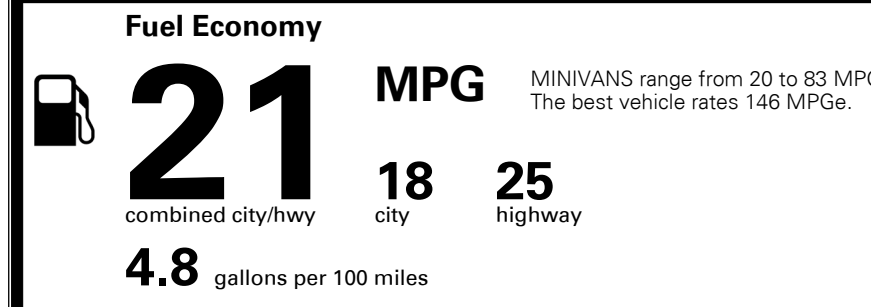 Fuel Economy
21 MPG
MINIVANS range from 20 to 83 MPG
The best vehicle rates 146 MPGe.
combined city/hwy
18
city
25
highway
4.8 gallons per 100 miles